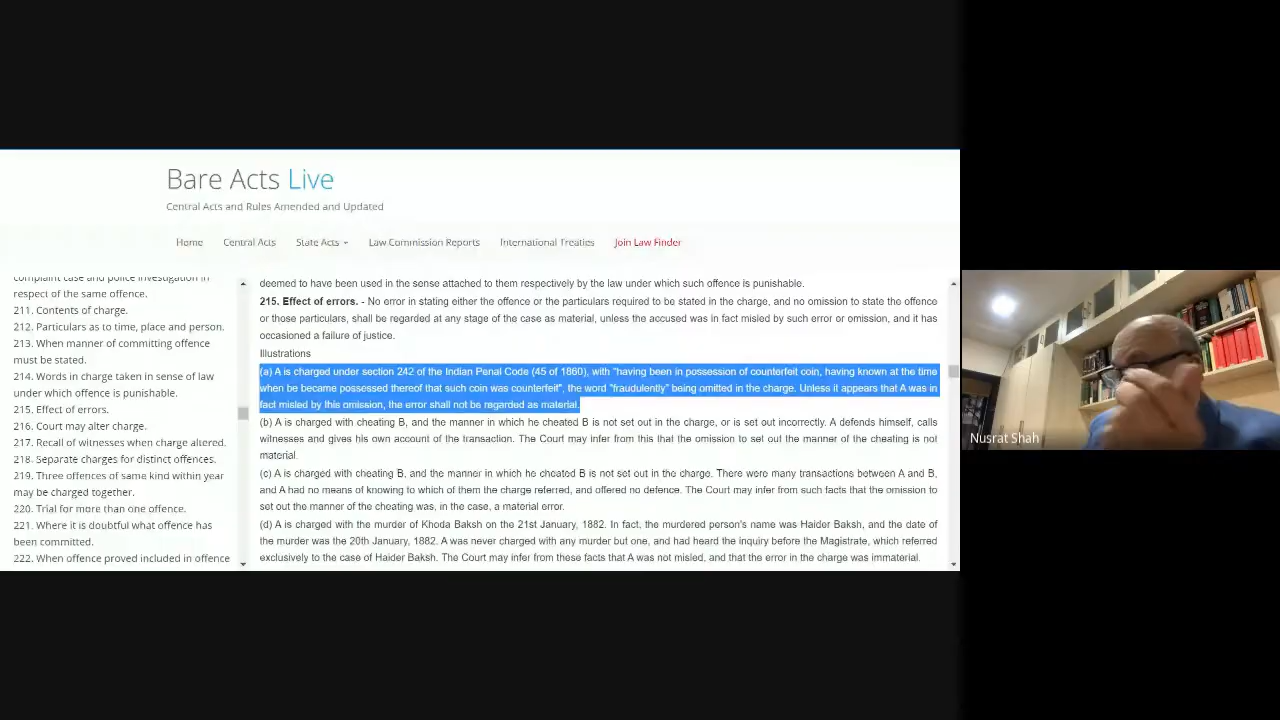 Bare Acts Live
Central Acts and Rules Amended and Updated
Home Central Acts State Acts Law Commission Reports International Treaties Join Law Finder
complaint case and police investigation in
respect of the same offence.
211. Contents of charge.
212. Particulars as to time, place and person.
213. When manner of committing offence
must be stated.
214. Words in charge taken in sense of law
under which offence is punishable.
215. Effect of errors.
216. Court may alter charge.
217. Recall of witnesses when charge altered.
218. Separate charges for distinct offences.
219. Three offences of same kind within year
may be charged together.
220. Trial for more than one offence.
221. Where it is doubtful what offence has
been committed.
222. When offence proved included in offence
deemed to have been used in the sense attached to them respectively by the law under which such offence is punishable.
215. Effect of errors. - No error in stating either the offence or the particulars required to be stated in the charge, and no omission to state the offence
or those particulars, shall be regarded at any stage of the case as material, unless the accused was in fact misled by such error or omission, and it has
occasioned a failure of justice.
Illustrations
(a) A is charged under section 242 of the Indian Penal Code (45 of 1860), with "having been in possession of counterfeit coin, having known at the time
when be became possessed thereof that such coin was counterfeit", the word "fraudulently" being omitted in the charge. Unless it appears that A was in
fact misled by this omission, the error shall not be regarded as material.
(b) A is charged with cheating B, and the manner in which he cheated B is not set out in the charge, or is set out incorrectly. A defends himself, calls
witnesses and gives his own account of the transaction. The Court may infer from this that the omission to set out the manner of the cheating is not
material.
(c) A is charged with cheating B, and the manner in which he cheated B is not set out in the charge. There were many transactions between A and B,
and A had no means of knowing to which of them the charge referred, and offered no defence. The Court may infer from such facts that the omission to
set out the manner of the cheating was, in the case, a material error.
(d) A is charged with the murder of Khoda Baksh on the 21st January, 1882. In fact, the murdered person's name was Haider Baksh, and the date of
the murder was the 20th January, 1882. A was never charged with any murder but one, and had heard the inquiry before the Magistrate, which referred
exclusively to the case of Haider Baksh. The Court may infer from these facts that A was not misled, and that the error in the charge was immaterial.
Nusrat Shah